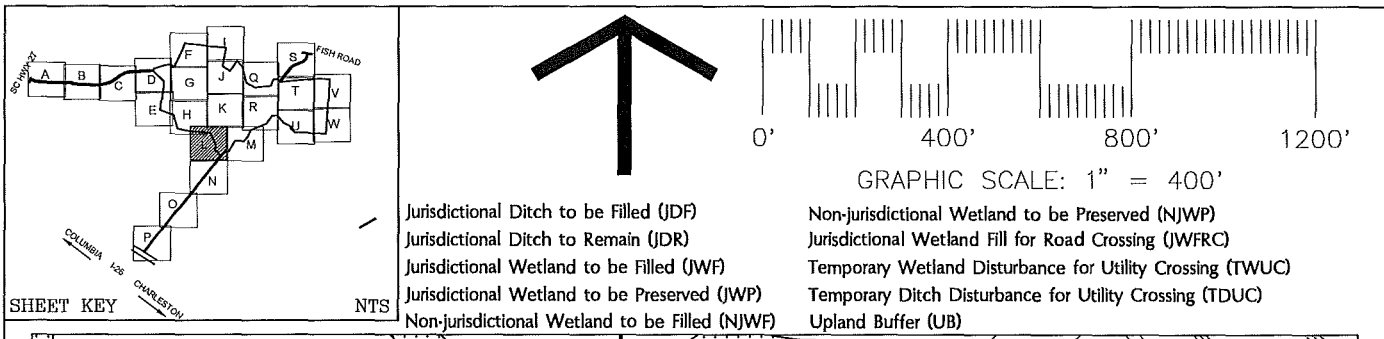 SC HWY-27
A B C D E F G H I J K L M N O P Q R S T U V W
FISH ROAD
COLUMBIA
I-26
CHARLESTON
SHEET KEY
NTS
0' 400' 800' 1200'
GRAPHIC SCALE: 1" = 400'
Jurisdictional Ditch to be Filled (JDF)
Jurisdictional Ditch to Remain (JDR)
Jurisdictional Wetland to be Filled (JWF)
Jurisdictional Wetland to be Preserved (JWP)
Non-jurisdictional Wetland to be Filled (NJWF)
Non-jurisdictional Wetland to be Preserved (NJWP)
Jurisdictional Wetland Fill for Road Crossing (JWFRC)
Temporary Wetland Disturbance for Utility Crossing (TWUC)
Temporary Ditch Disturbance for Utility Crossing (TDUC)
Upland Buffer (UB)